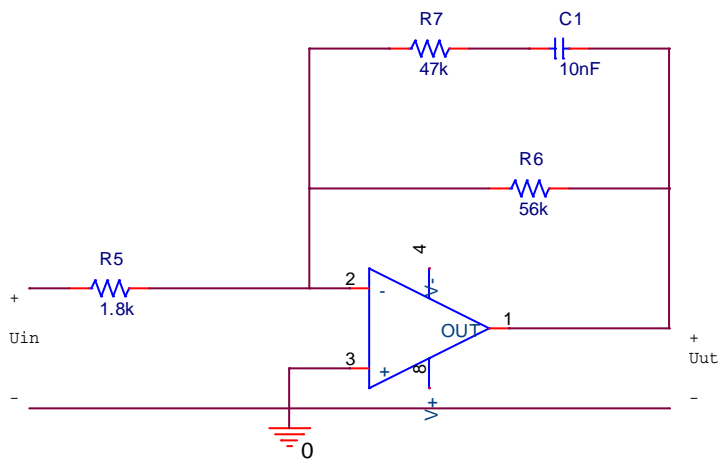 R7
C1
47k
10nF
R6
56k
R5
1.8k
4
V-
2
-
+
Uin
-
OUT
1
3
+
8
V+
+
Uut
-
0